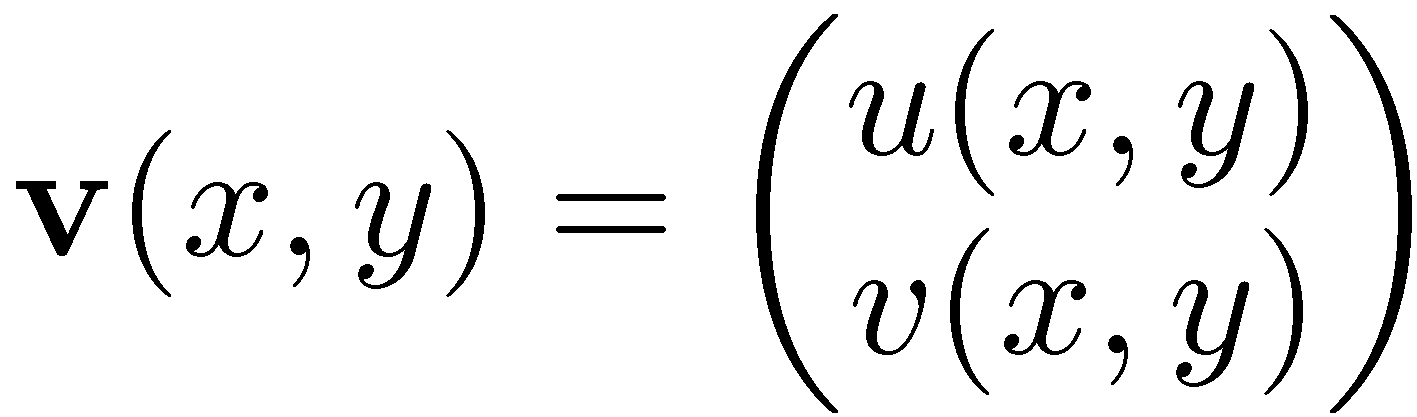 𝐯(x, y) = ( u(x, y)
v(x, y) )